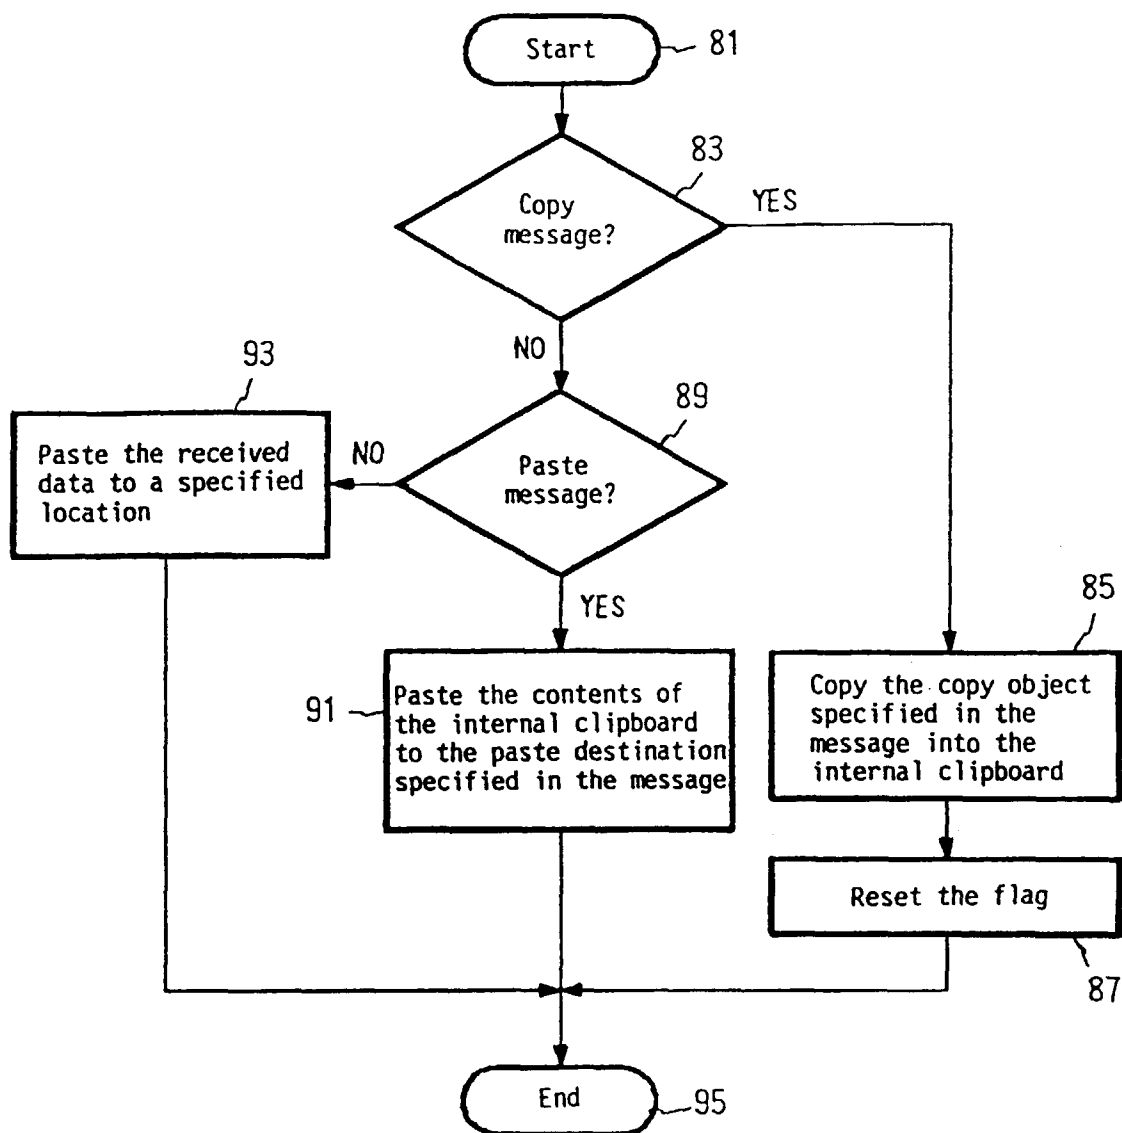 Start
81
83
Copy
message?
YES
NO
93
89
Paste the received
data to a specified
location
NO
Paste
message?
YES
85
91
Paste the contents of
the internal clipboard
to the paste destination
specified in the message
Copy the copy object
specified in the
message into the
internal clipboard
Reset the flag
87
End
95